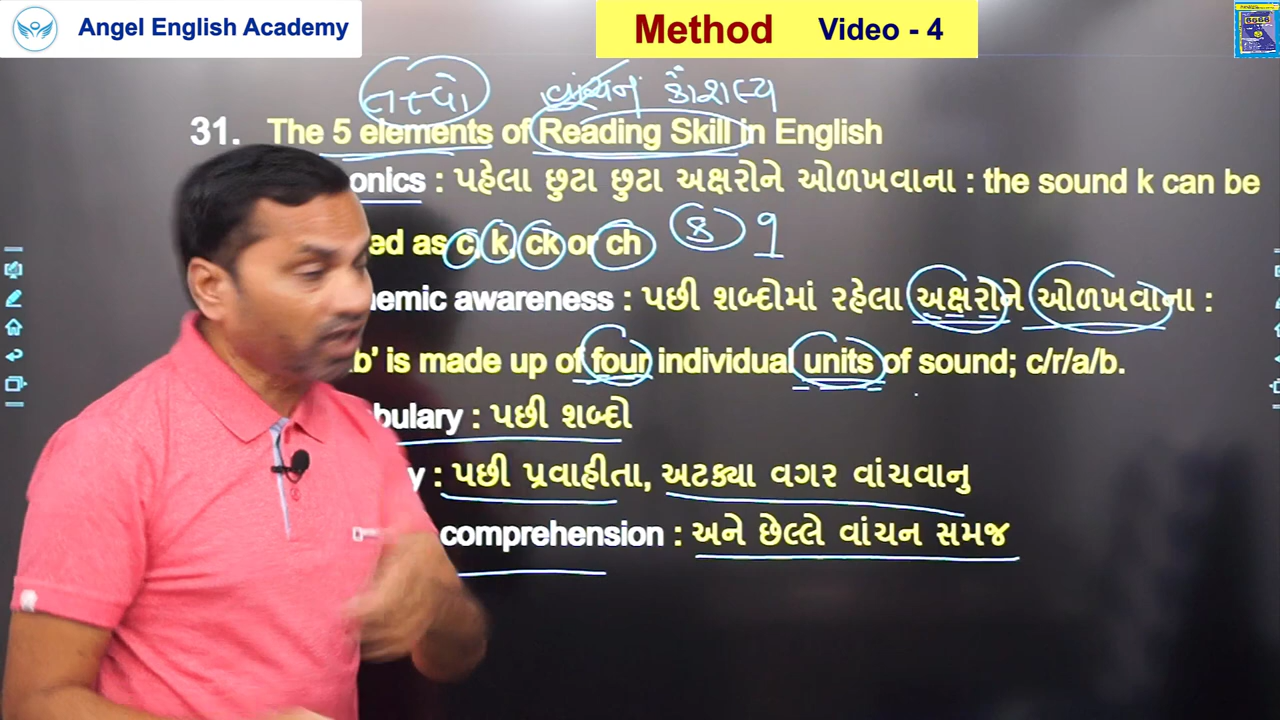 Angel English Academy
Method Video - 4
તત્વો વાંચન કૌશલ્ય
31. The 5 elements of Reading Skill in English
onics : પહેલા છુટા છુટા અક્ષરોને ઓળખવાના : the sound k can be
ed as c, k, ck or ch ક 1
nemic awareness : પછી શબ્દોમાં રહેલા અક્ષરોને ઓળખવાના :
b' is made up of four individual units of sound; c/r/a/b.
bulary : પછી શબ્દો
y : પછી પ્રવાહીતા, અટક્યા વગર વાંચવાનુ
comprehension : અને છેલ્લે વાંચન સમજ